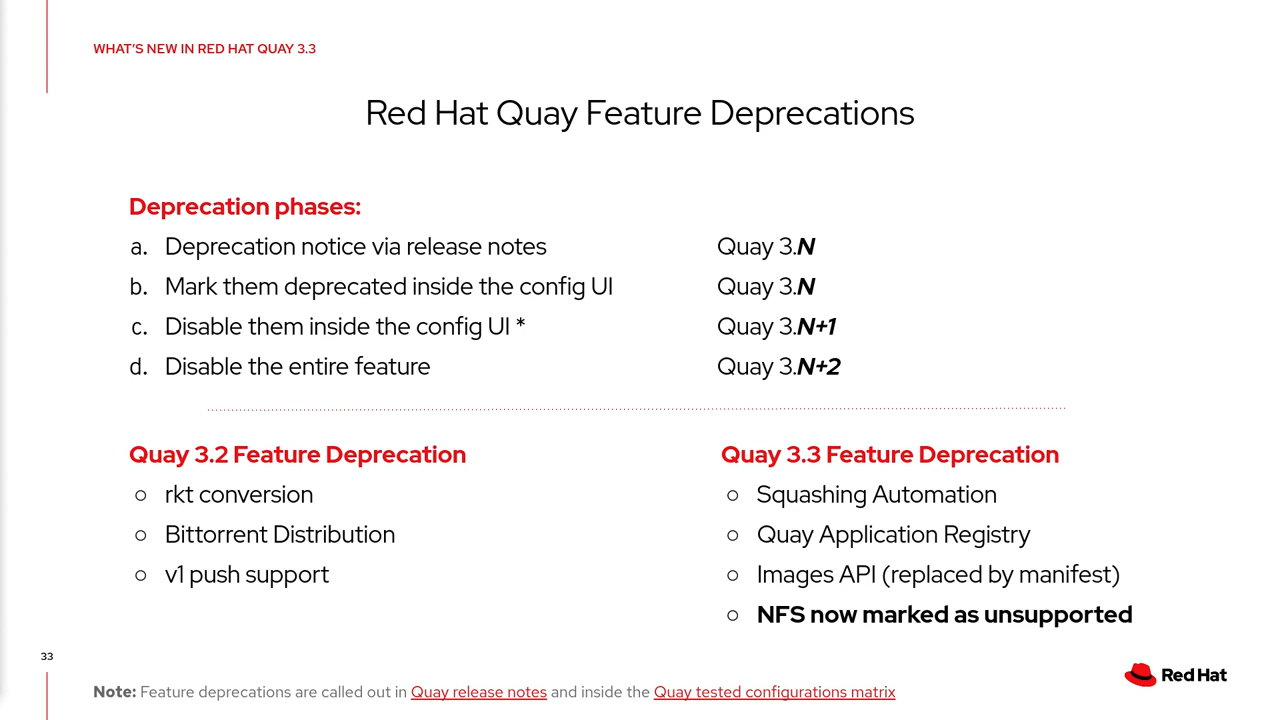 WHAT'S NEW IN RED HAT QUAY 3.3
Red Hat Quay Feature Deprecations
Deprecation phases:
a. Deprecation notice via release notes Quay 3.N
b. Mark them deprecated inside the config UI Quay 3.N
c. Disable them inside the config UI * Quay 3.N+1
d. Disable the entire feature Quay 3.N+2
Quay 3.2 Feature Deprecation
○ rkt conversion
○ Bittorrent Distribution
○ v1 push support
Quay 3.3 Feature Deprecation
○ Squashing Automation
○ Quay Application Registry
○ Images API (replaced by manifest)
○ NFS now marked as unsupported
33
Note: Feature deprecations are called out in Quay release notes and inside the Quay tested configurations matrix
Red Hat